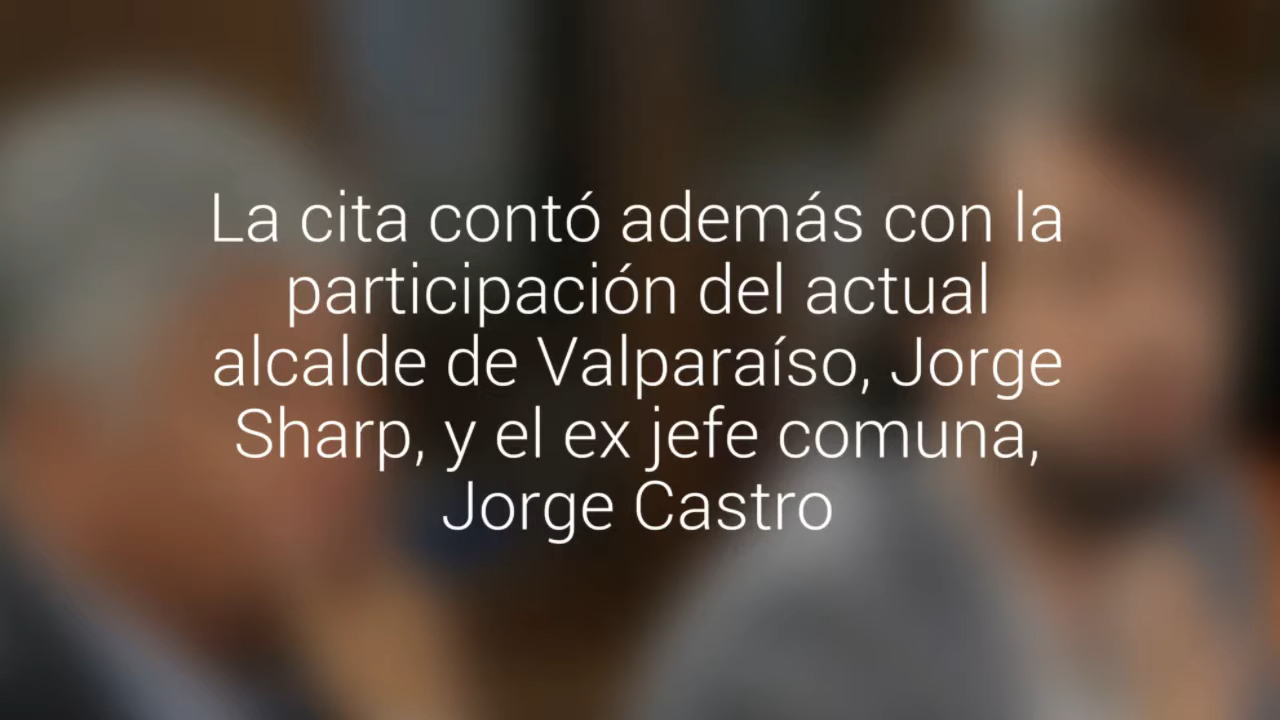 La cita contó además con la
participación del actual
alcalde de Valparaíso, Jorge
Sharp, y el ex jefe comuna,
Jorge Castro